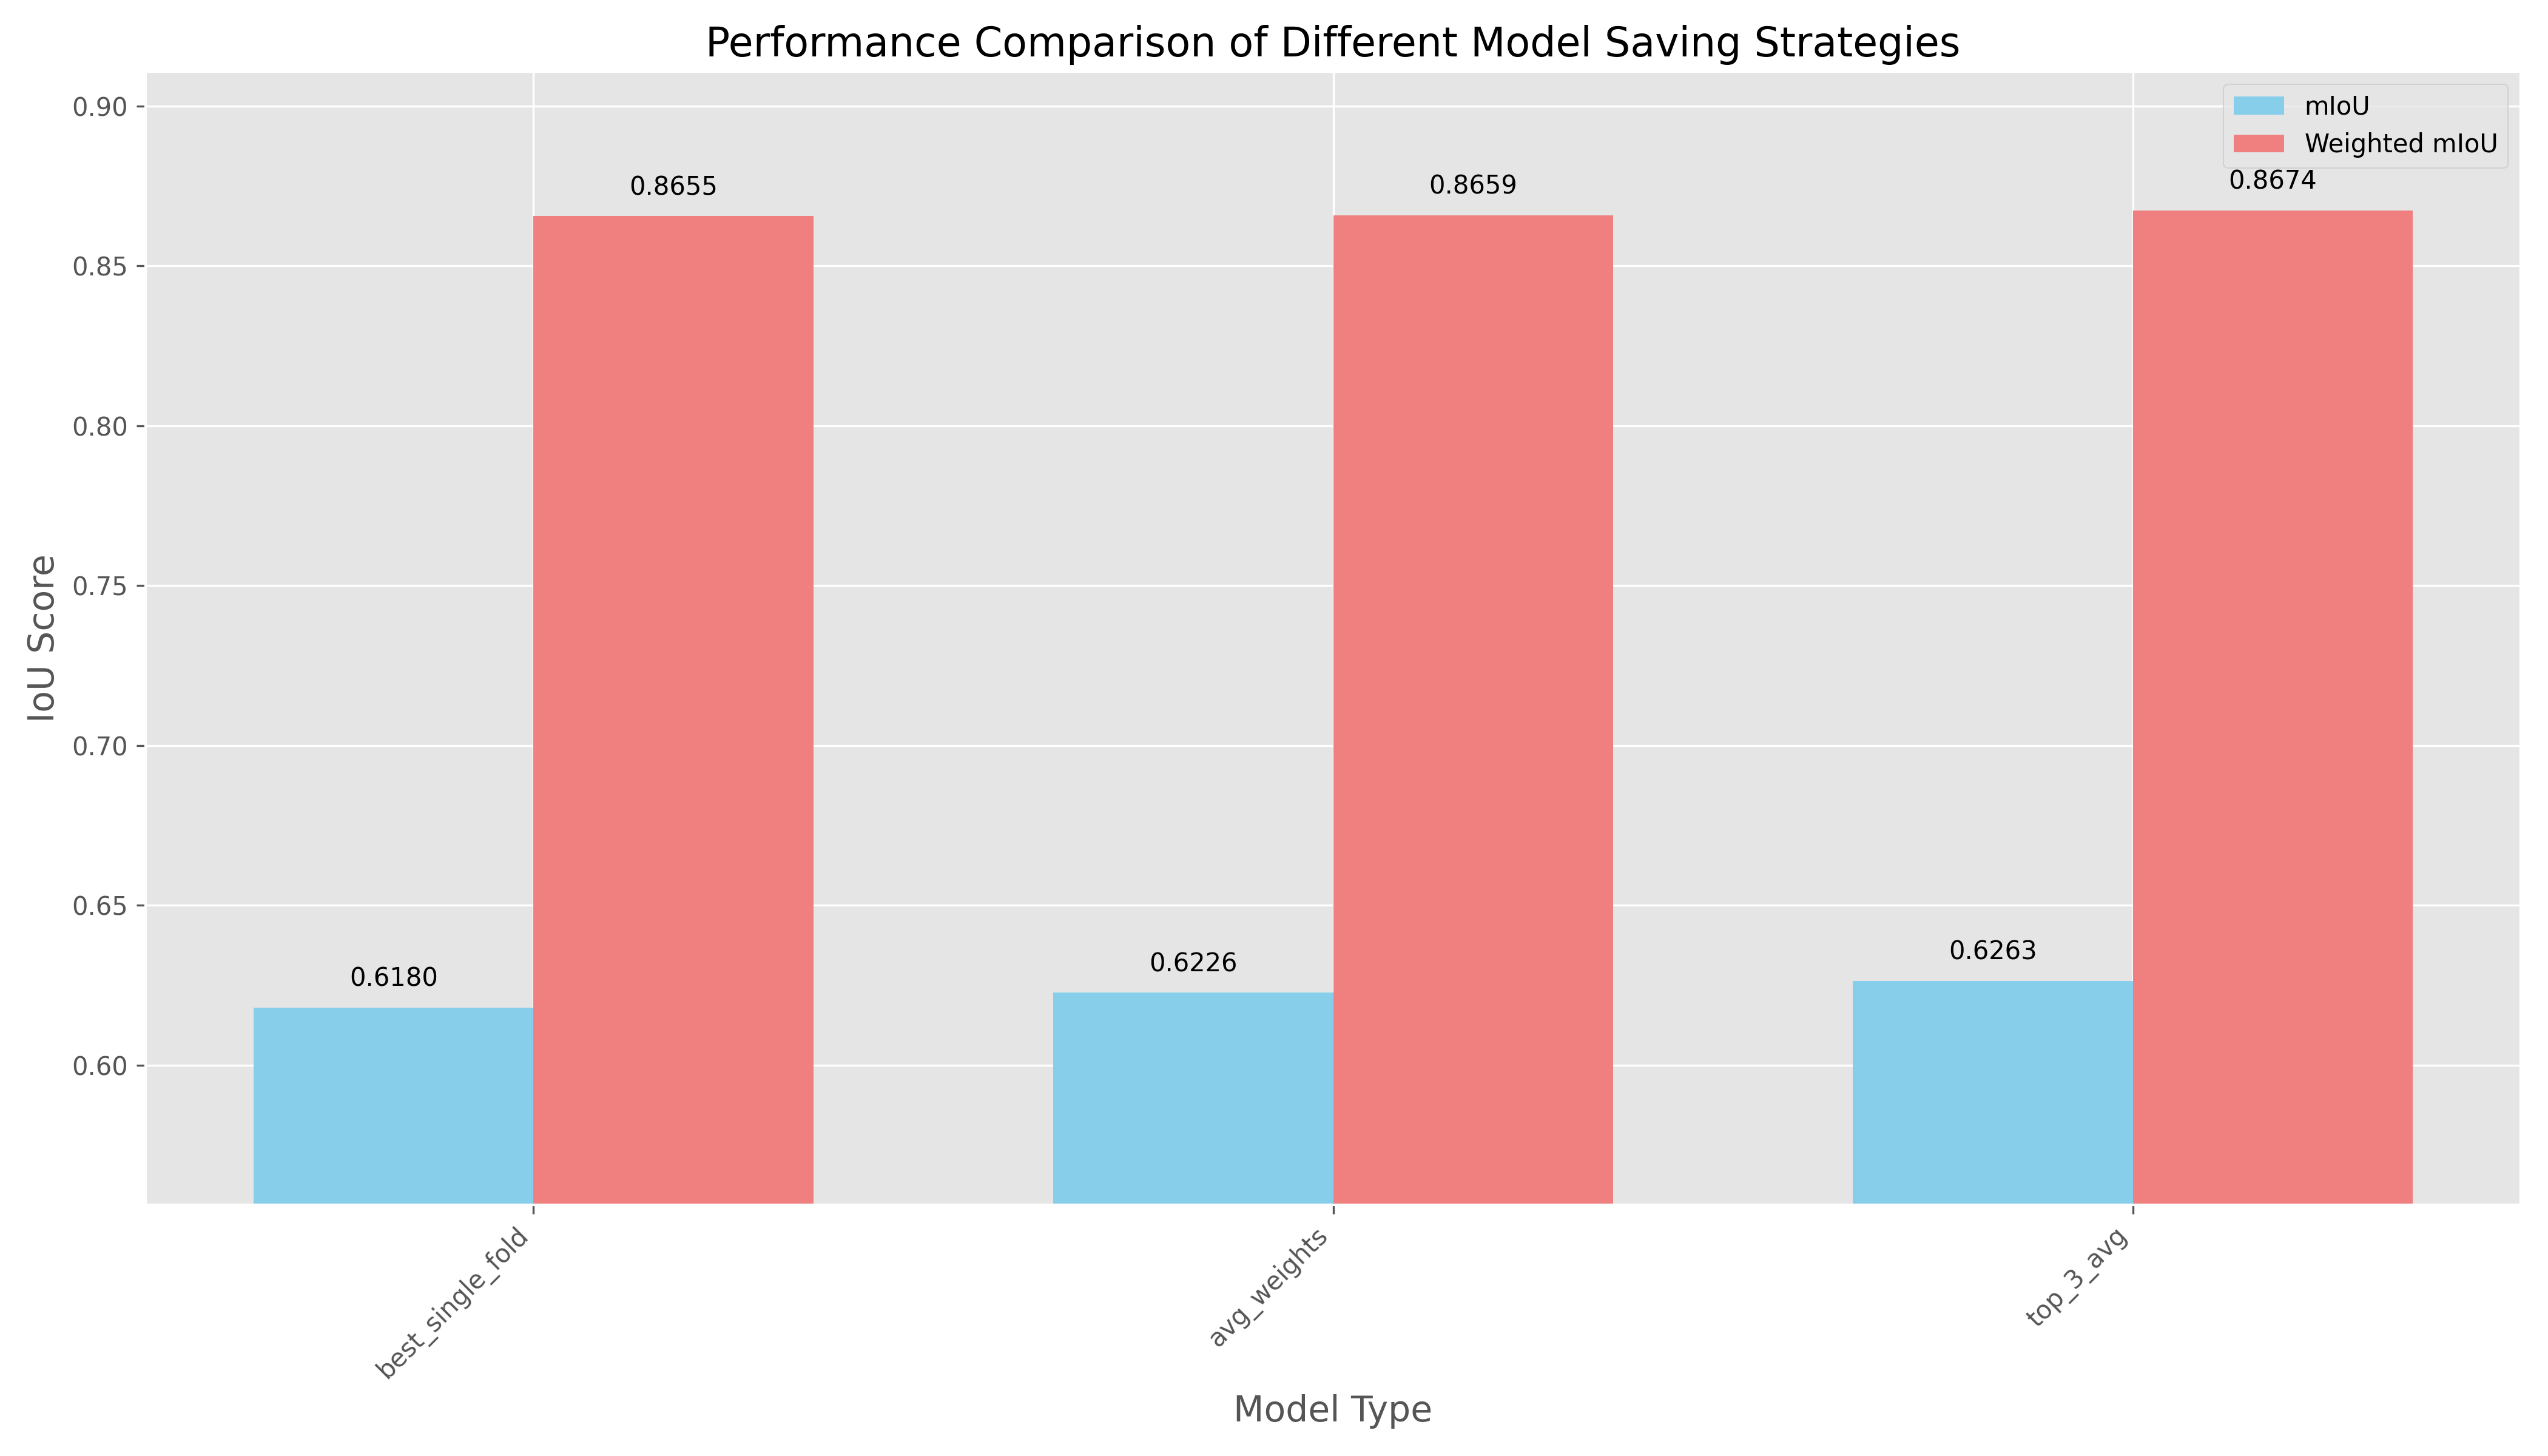 Performance Comparison of Different Model Saving Strategies
mIoU
Weighted mIoU
0.90
0.85
0.80
0.75
0.70
0.65
0.60
IoU Score
0.8655
0.8659
0.8674
0.6180
0.6226
0.6263
best_single_fold
avg_weights
top_3_avg
Model Type